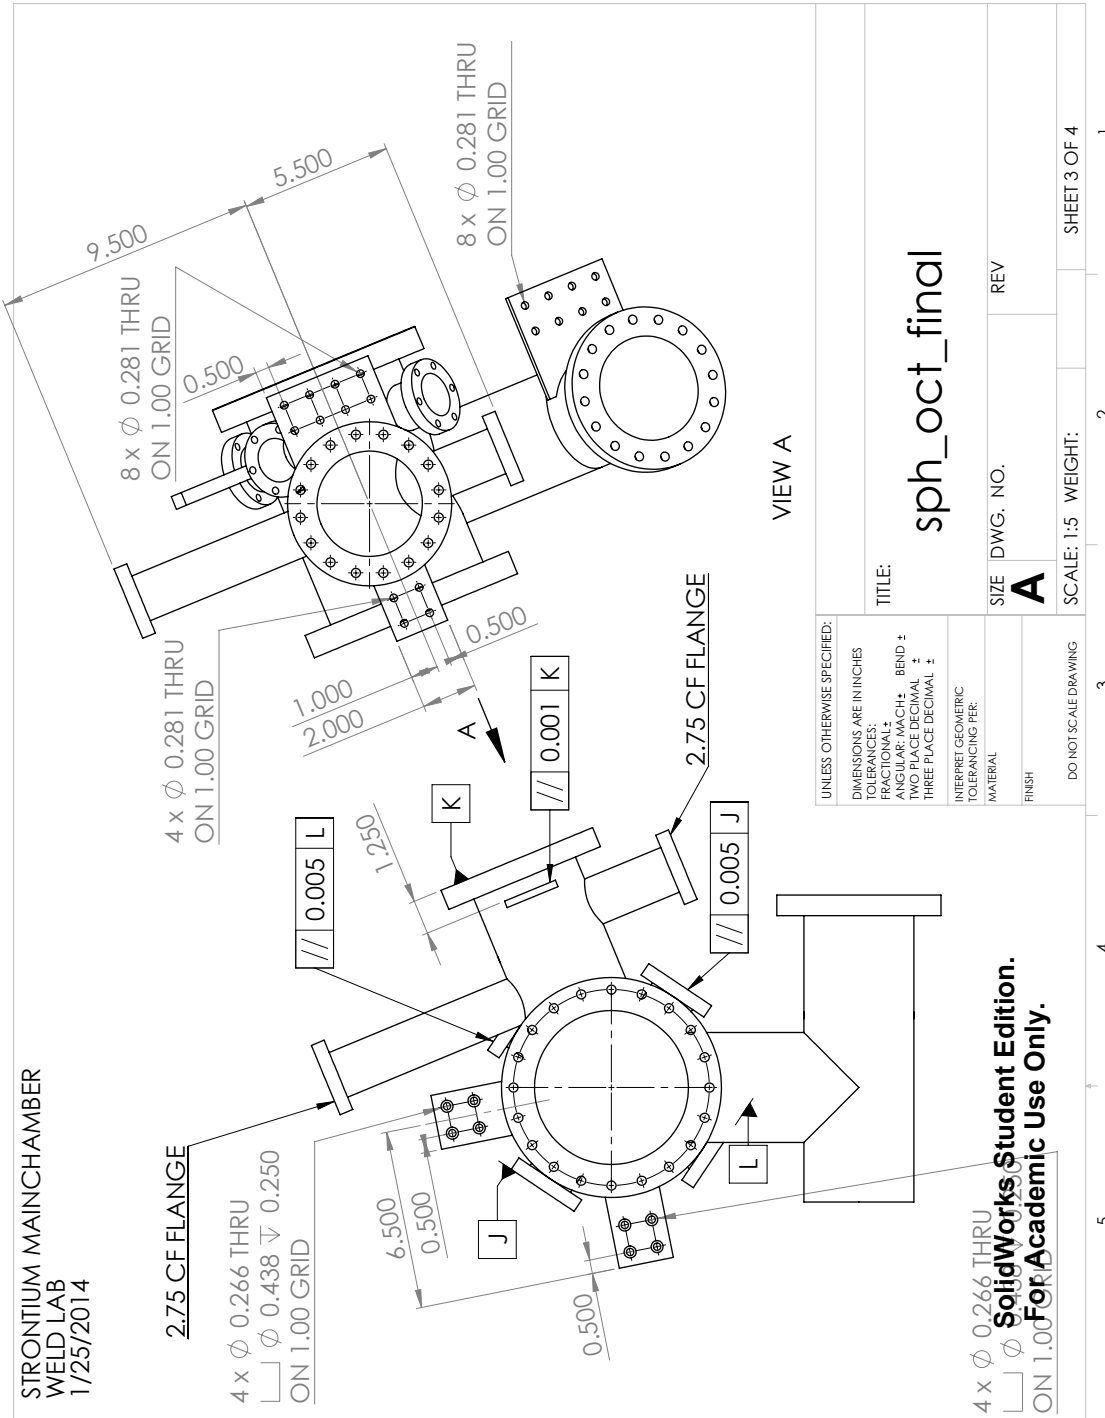 STRONTIUM MAINCHAMBER
WELD LAB
1/25/2014
2.75 CF FLANGE
4 x ∅ 0.266 THRU
⌴ ∅ 0.438 ↧ 0.250
ON 1.00 GRID
6.500
0.500
J
0.500
4 x ∅ 0.266 THRU
⌴ ∅ 0.438 ↧ 0.250
ON 1.00 GRID
SolidWorks Student Edition.
For Academic Use Only.
// 0.005 L
1.250
K
// 0.001 K
2.75 CF FLANGE
// 0.005 J
L
4 x ∅ 0.281 THRU
ON 1.00 GRID
8 x ∅ 0.281 THRU
ON 1.00 GRID
9.500
5.500
0.500
8 x ∅ 0.281 THRU
ON 1.00 GRID
1.000
2.000
0.500
A
VIEW A
UNLESS OTHERWISE SPECIFIED:
DIMENSIONS ARE IN INCHES
TOLERANCES:
FRACTIONAL ±
ANGULAR: MACH ± BEND ±
TWO PLACE DECIMAL ±
THREE PLACE DECIMAL ±
INTERPRET GEOMETRIC
TOLERANCING PER:
MATERIAL
FINISH
DO NOT SCALE DRAWING
TITLE:
sph_oct_final
SIZE
A
DWG. NO.
REV
SCALE: 1:5 WEIGHT:
SHEET 3 OF 4
5
4
3
2
1